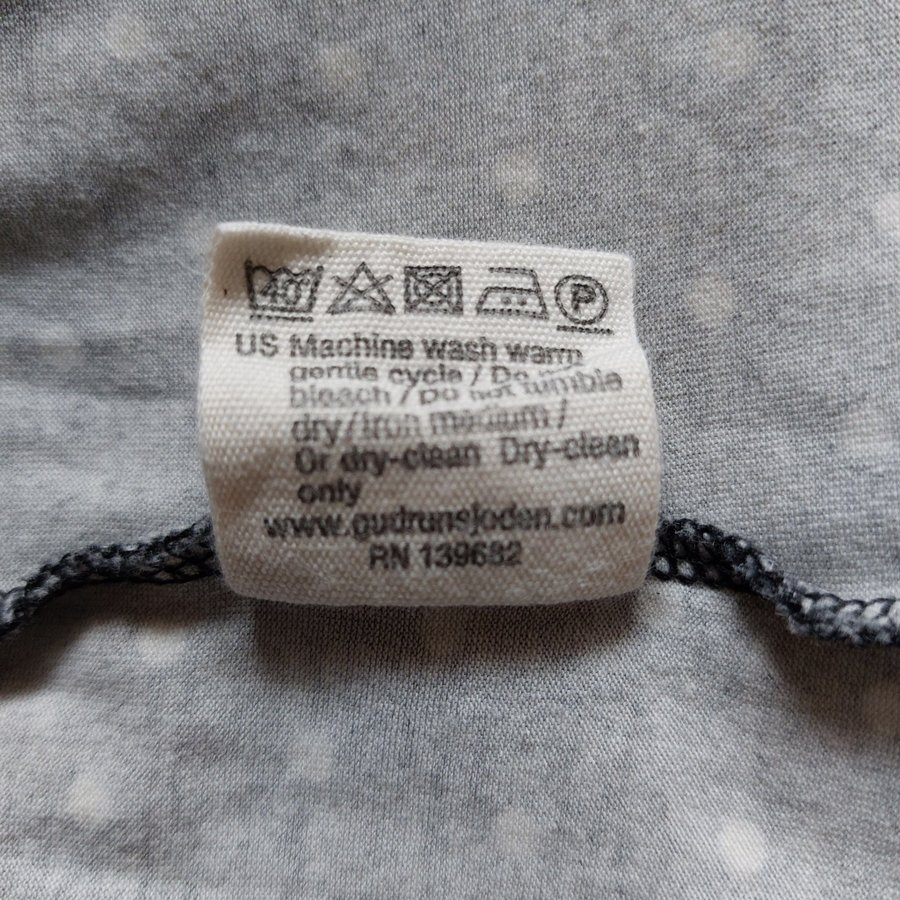 40°
P
US Machine wash warm
gentle cycle / Do not
bleach / Do not tumble
dry / Iron medium /
Or dry-clean Dry-clean
only
www.gudrunsjoden.com
RN 139682